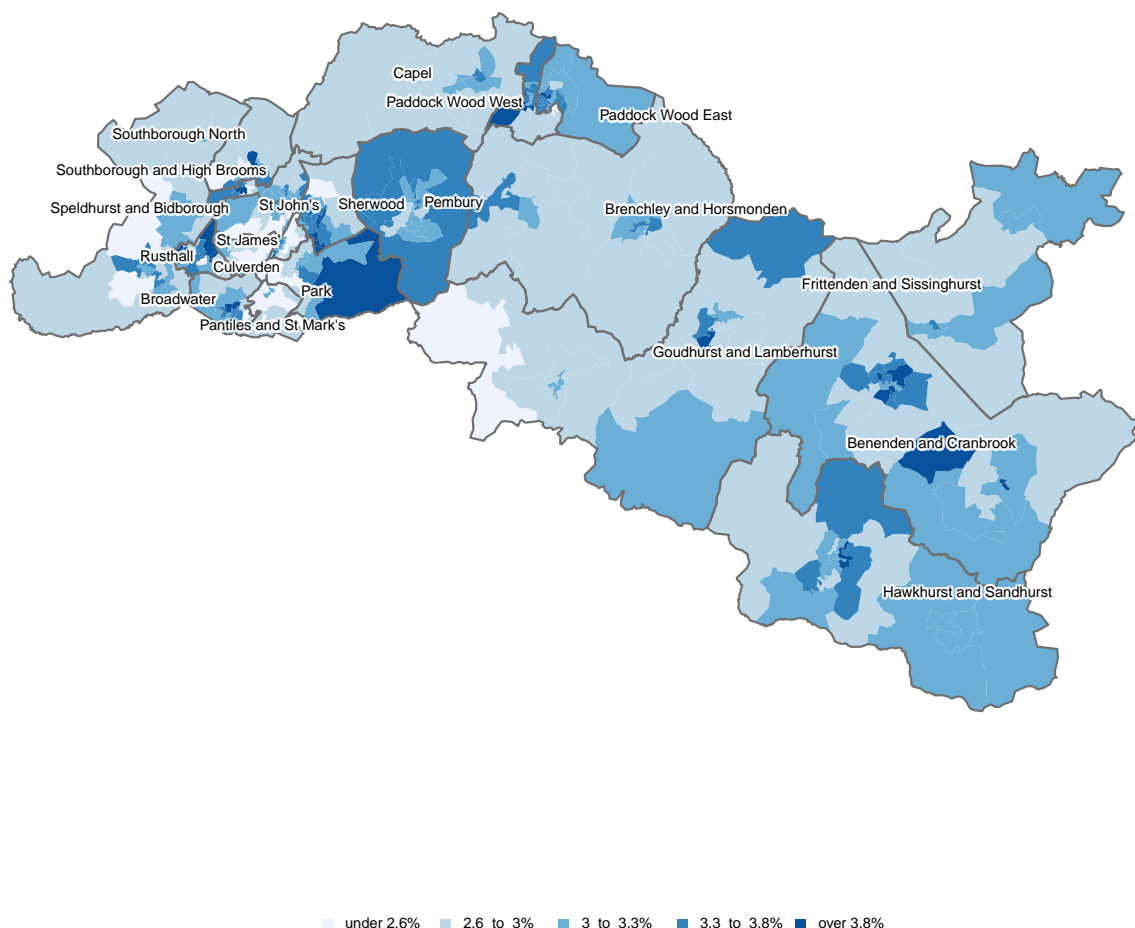 Capel
Paddock Wood West
Paddock Wood East
Southborough North
Southborough and High Brooms
Speldhurst and Bidborough
St John's
Sherwood
Pembury
Brenchley and Horsmonden
St James'
Rusthall
Culverden
Frittenden and Sissinghurst
Park
Broadwater
Pantiles and St Mark's
Goudhurst and Lamberhurst
Benenden and Cranbrook
Hawkhurst and Sandhurst
under 2.6% 2.6 to 3% 3 to 3.3% 3.3 to 3.8% over 3.8%